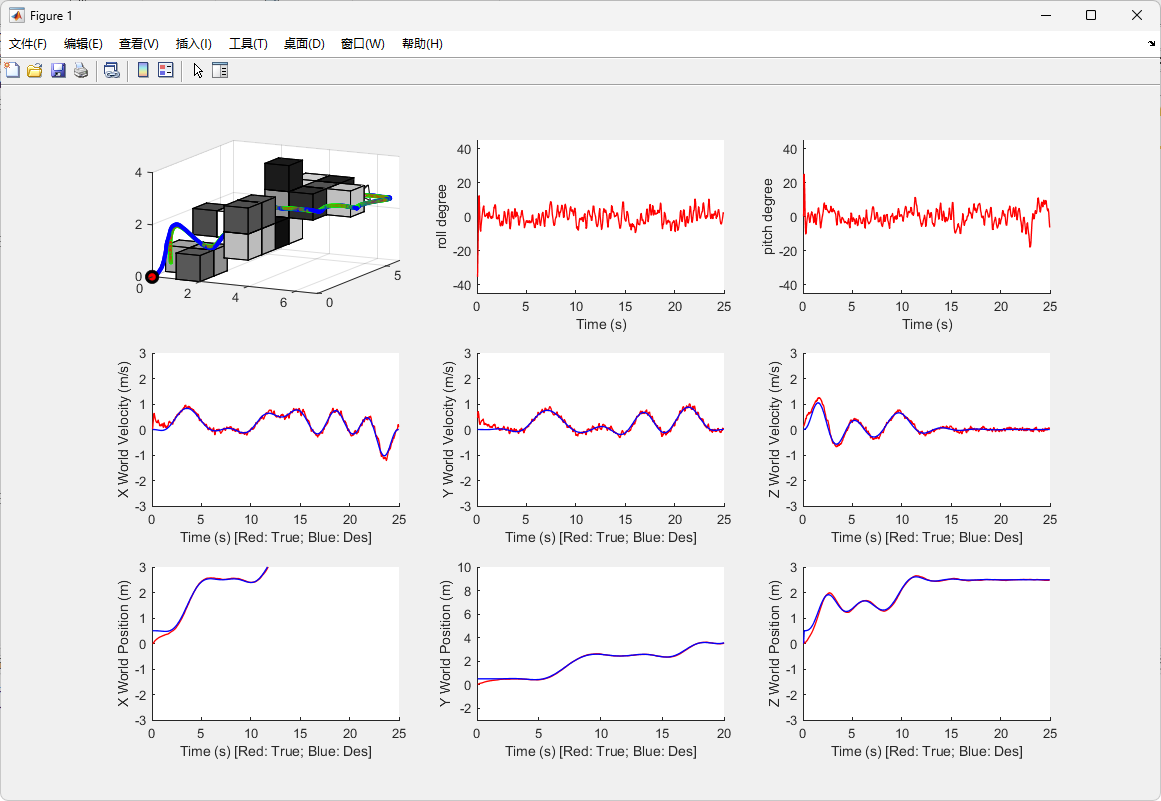 Figure 1
文件(F) 编辑(E) 查看(V) 插入(I) 工具(T) 桌面(D) 窗口(W) 帮助(H)
4
2
0
0
2
4
6
0
5
40
20
0
-20
-40
roll degree
0 5 10 15 20 25
Time (s)
40
20
0
-20
-40
pitch degree
0 5 10 15 20 25
Time (s)
3
2
1
0
-1
-2
-3
X World Velocity (m/s)
0 5 10 15 20 25
Time (s) [Red: True; Blue: Des]
3
2
1
0
-1
-2
-3
Y World Velocity (m/s)
0 5 10 15 20 25
Time (s) [Red: True; Blue: Des]
3
2
1
0
-1
-2
-3
Z World Velocity (m/s)
0 5 10 15 20 25
Time (s) [Red: True; Blue: Des]
3
2
1
0
-1
-2
-3
X World Position (m)
0 5 10 15 20 25
Time (s) [Red: True; Blue: Des]
10
8
6
4
2
0
-2
Y World Position (m)
0 5 10 15 20
Time (s) [Red: True; Blue: Des]
3
2
1
0
-1
-2
-3
Z World Position (m)
0 5 10 15 20 25
Time (s) [Red: True; Blue: Des]